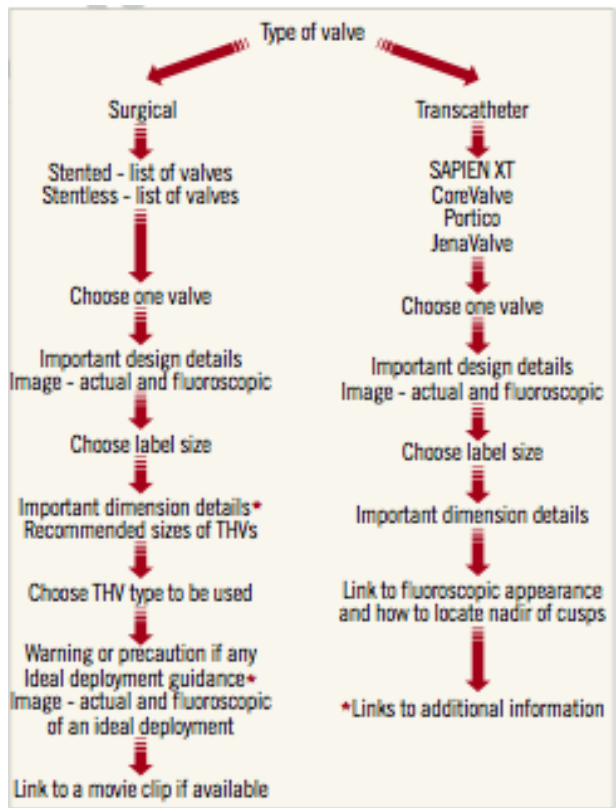 Type of valve
Surgical
Stented - list of valves
Stentless - list of valves
Choose one valve
Important design details
Image - actual and fluoroscopic
Choose label size
Important dimension details*
Recommended sizes of THVs
Choose THV type to be used
Warning or precaution if any
Ideal deployment guidance*
Image - actual and fluoroscopic
of an ideal deployment
Link to a movie clip if available
Transcatheter
SAPIEN XT
CoreValve
Portico
JenaValve
Choose one valve
Important design details
Image - actual and fluoroscopic
Choose label size
Important dimension details
Link to fluoroscopic appearance
and how to locate nadir of cusps
*Links to additional information